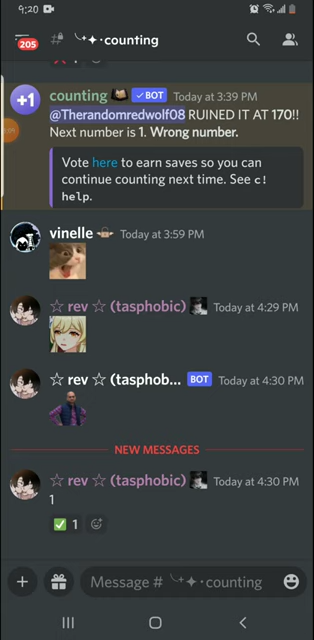 9:20
205
╰⁺✦・counting
+1
counting BOT Today at 3:39 PM
@Therandomredwolf08 RUINED IT AT 170!!
Next number is 1. Wrong number.
Vote here to earn saves so you can
continue counting next time. See c!
help.
vinelle Today at 3:59 PM
☆ rev ☆ (tasphobic) Today at 4:29 PM
☆ rev ☆ (tasphob... BOT Today at 4:30 PM
NEW MESSAGES
☆ rev ☆ (tasphobic) Today at 4:30 PM
1
✅ 1
Message # ╰⁺✦・counting